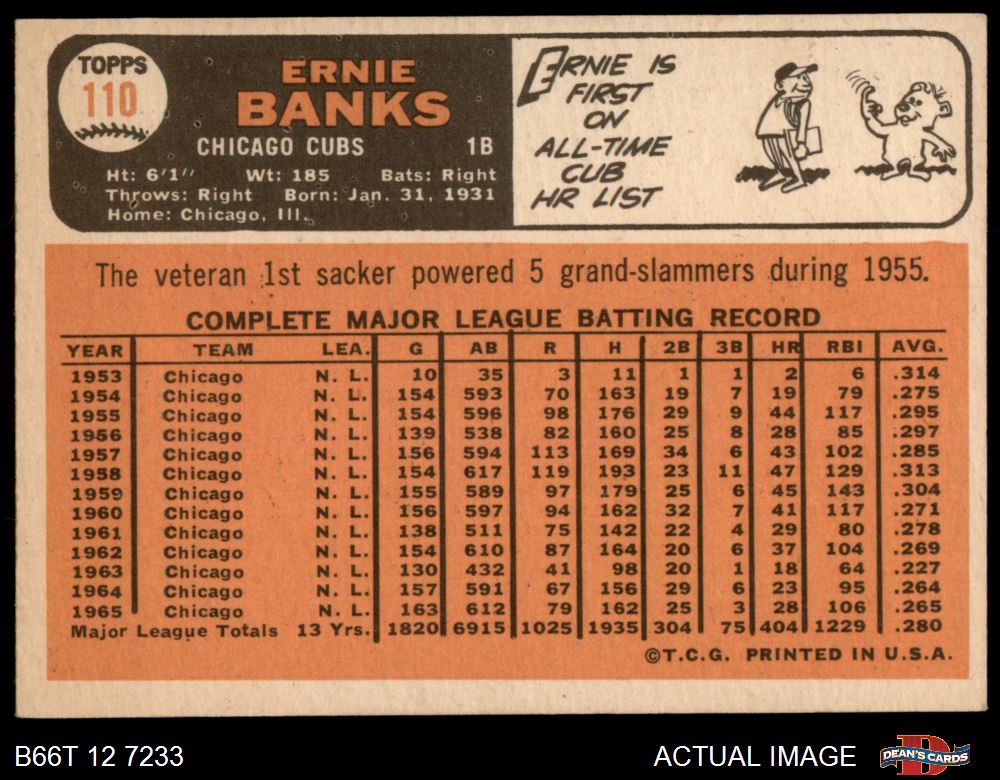 TOPPS
110
ERNIE
BANKS
CHICAGO CUBS 1B
Ht: 6'1" Wt: 185 Bats: Right
Throws: Right Born: Jan. 31, 1931
Home: Chicago, Ill.
ERNIE IS
FIRST
ON
ALL-TIME
CUB
HR LIST
The veteran 1st sacker powered 5 grand-slammers during 1955.
COMPLETE MAJOR LEAGUE BATTING RECORD
YEAR TEAM LEA. G AB R H 2B 3B HR RBI AVG.
1953 Chicago N. L. 10 35 3 11 1 1 2 6 .314
1954 Chicago N. L. 154 593 70 163 19 7 19 79 .275
1955 Chicago N. L. 154 596 98 176 29 9 44 117 .295
1956 Chicago N. L. 139 538 82 160 25 8 28 85 .297
1957 Chicago N. L. 156 594 113 169 34 6 43 102 .285
1958 Chicago N. L. 154 617 119 193 23 11 47 129 .313
1959 Chicago N. L. 155 589 97 179 25 6 45 143 .304
1960 Chicago N. L. 156 597 94 162 32 7 41 117 .271
1961 Chicago N. L. 138 511 75 142 22 4 29 80 .278
1962 Chicago N. L. 154 610 87 164 20 6 37 104 .269
1963 Chicago N. L. 130 432 41 98 20 1 18 64 .227
1964 Chicago N. L. 157 591 67 156 29 6 23 95 .264
1965 Chicago N. L. 163 612 79 162 25 3 28 106 .265
Major League Totals 13 Yrs. 1820 6915 1025 1935 304 75 404 1229 .280
©T.C.G. PRINTED IN U.S.A.
B66T 12 7233 ACTUAL IMAGE DEAN'S CARDS